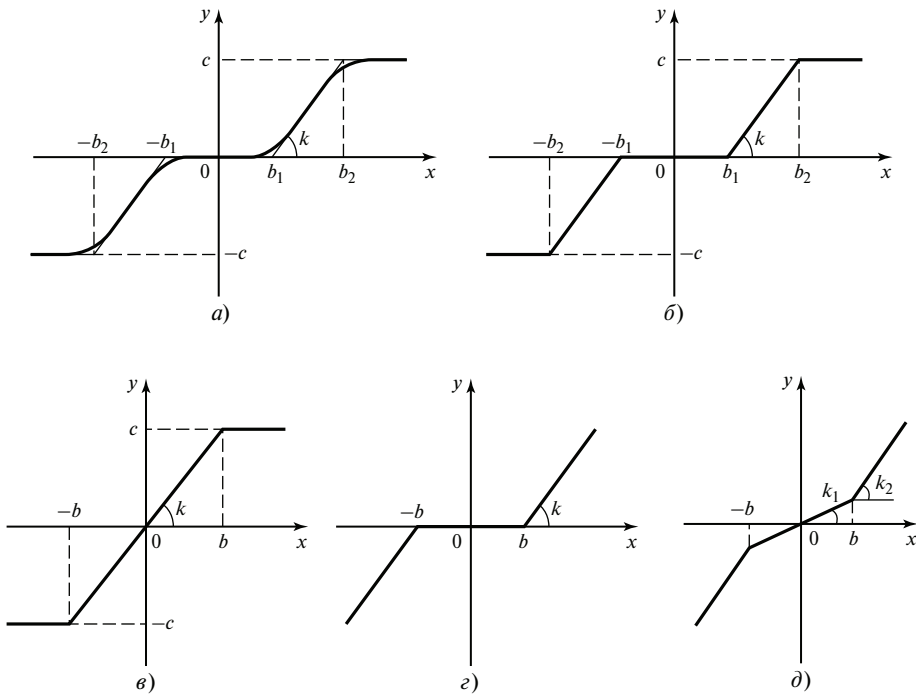 y
y
c
c
−b₂
−b₁
k
−b₂
−b₁
k
0
b₁
b₂
x
0
b₁
b₂
x
−c
−c
а)
б)
y
y
y
c
−b
k
−b
k
−b
k₁
k₂
0
b
x
0
b
x
0
b
x
−c
в)
г)
д)